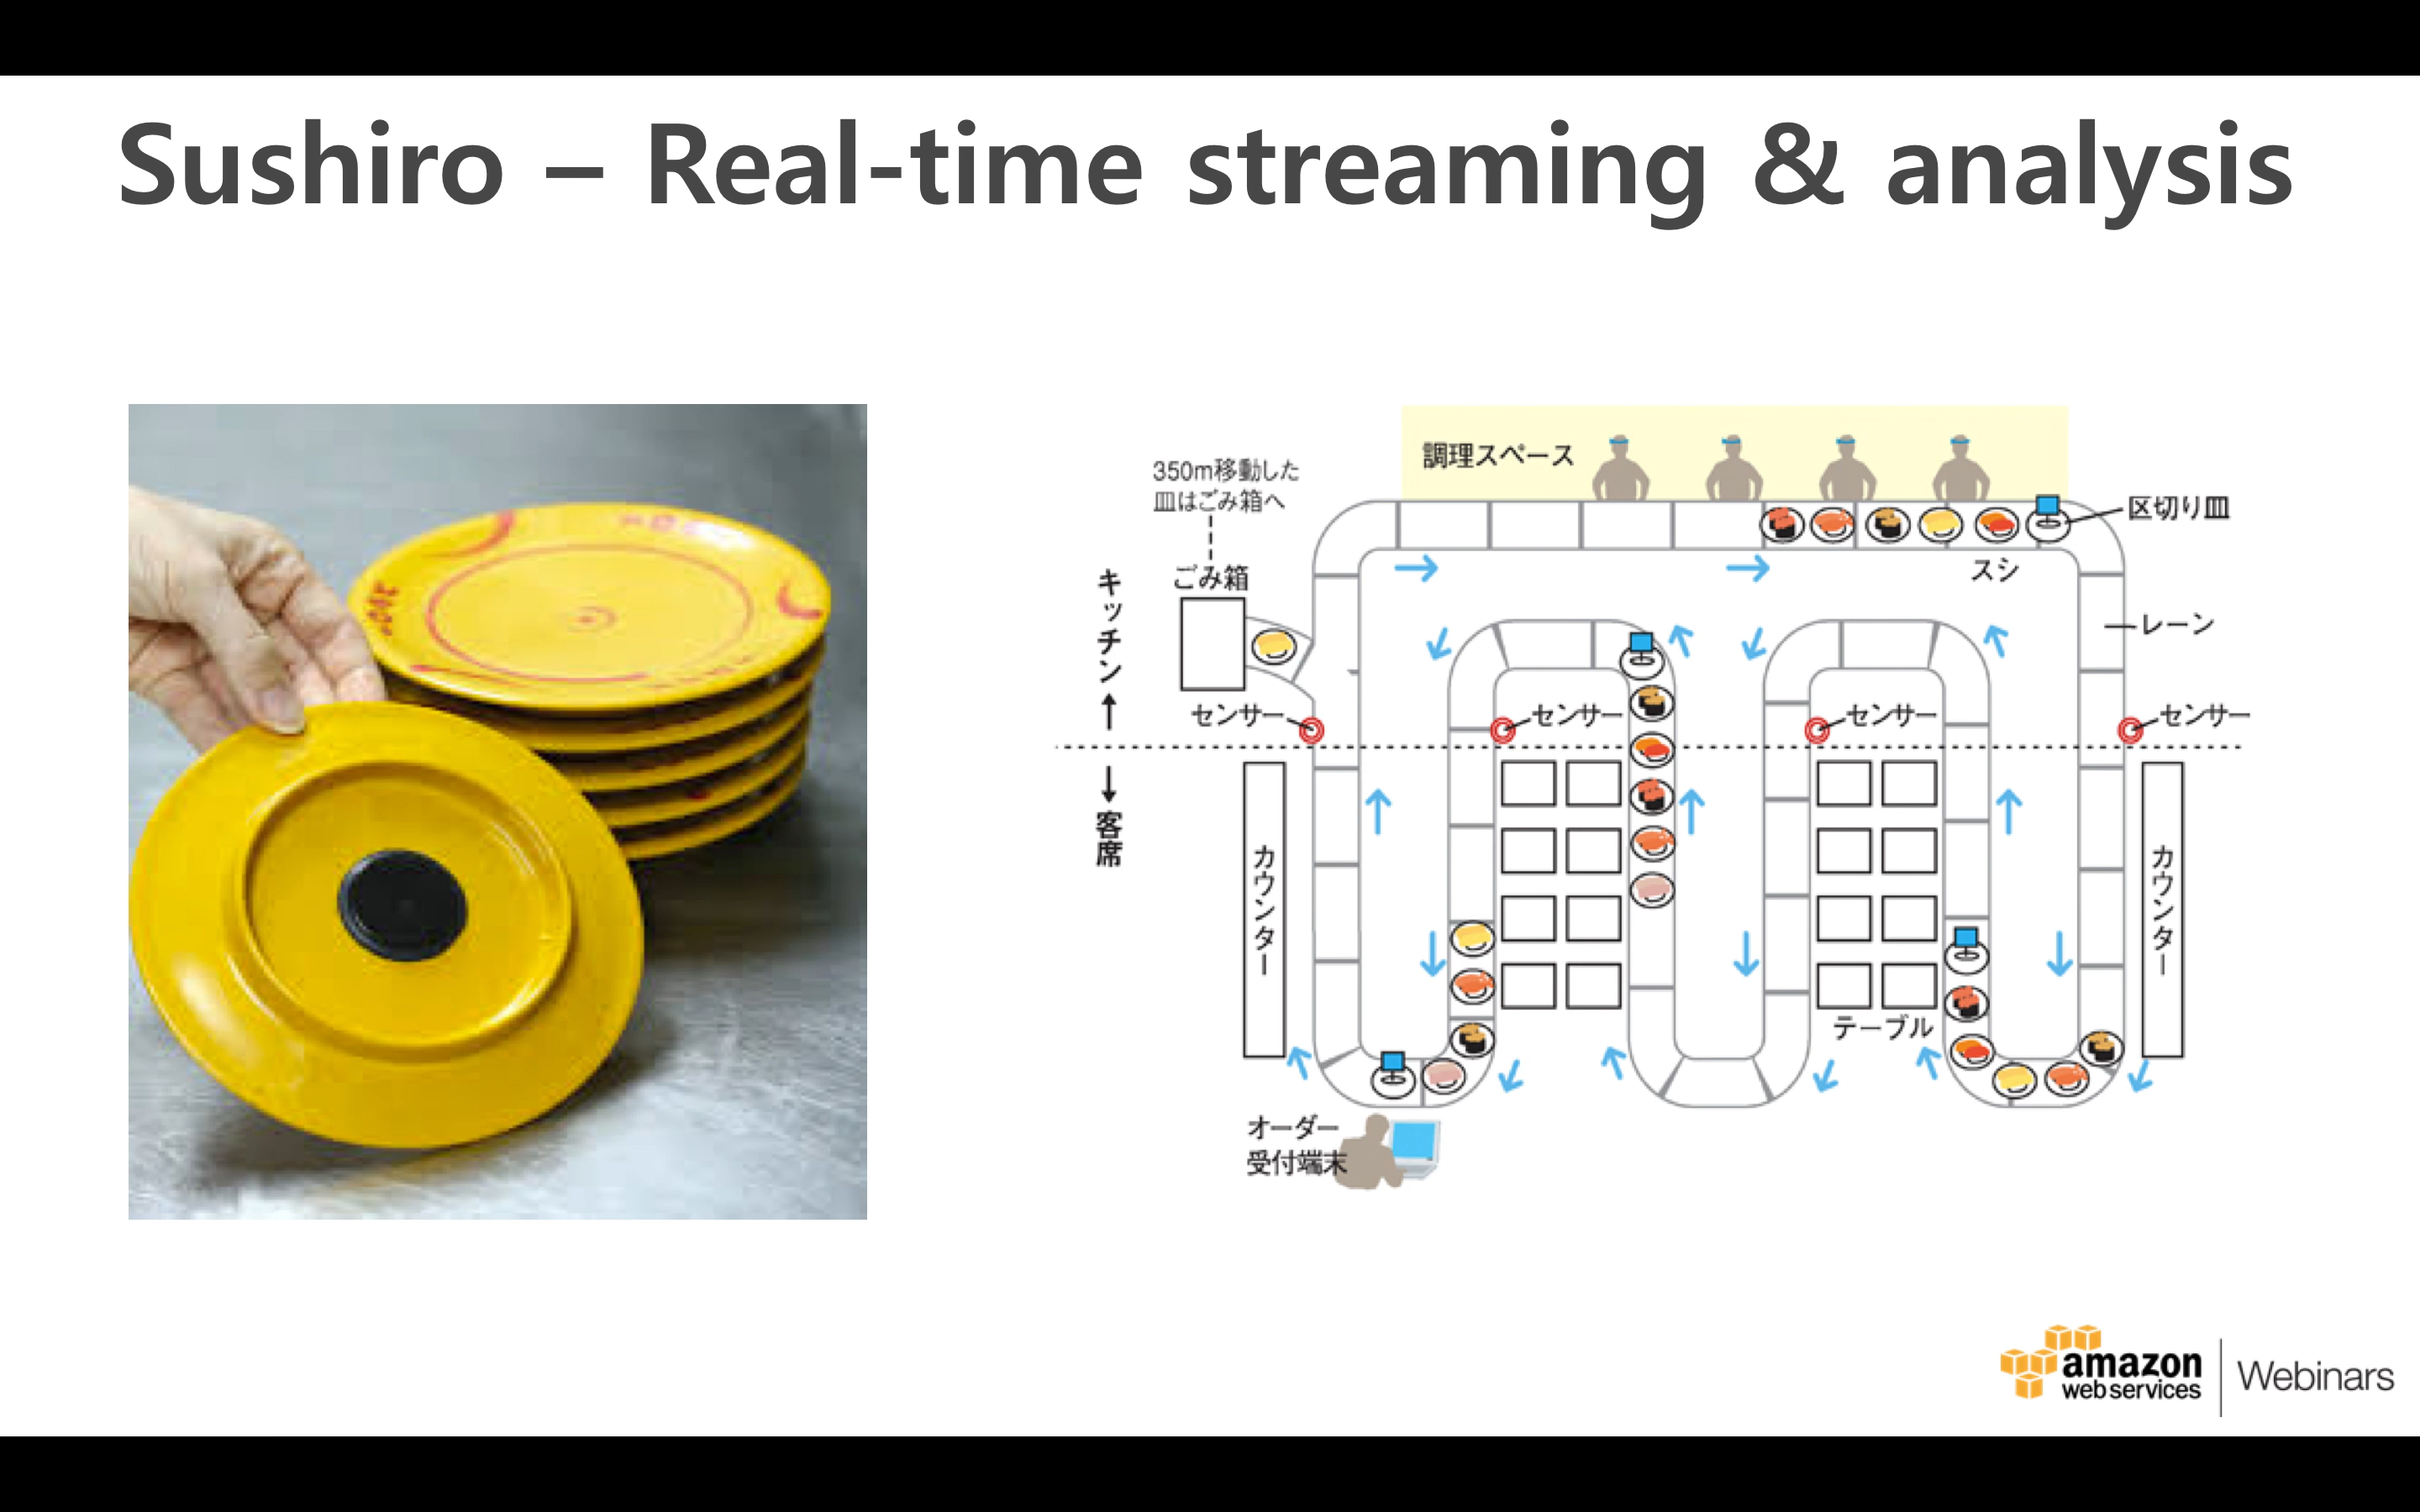 Sushiro – Real-time streaming & analysis
調理スペース
350m移動した
皿はごみ箱へ
ごみ箱
区切り皿
スシ
レーン
キッチン
センサー
センサー
センサー
センサー
客席
カウンター
カウンター
テーブル
オーダー
受付端末
amazon
web services
Webinars